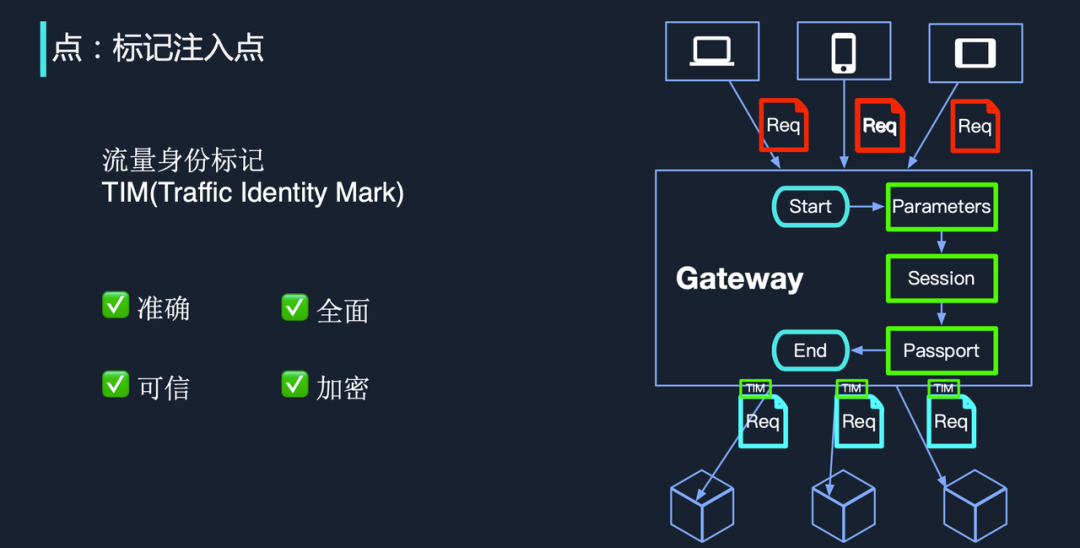 点：标记注入点
流量身份标记
TIM(Traffic Identity Mark)
准确
全面
可信
加密
Req
Req
Req
Start
Parameters
Gateway
Session
End
Passport
TIM
TIM
TIM
Req
Req
Req